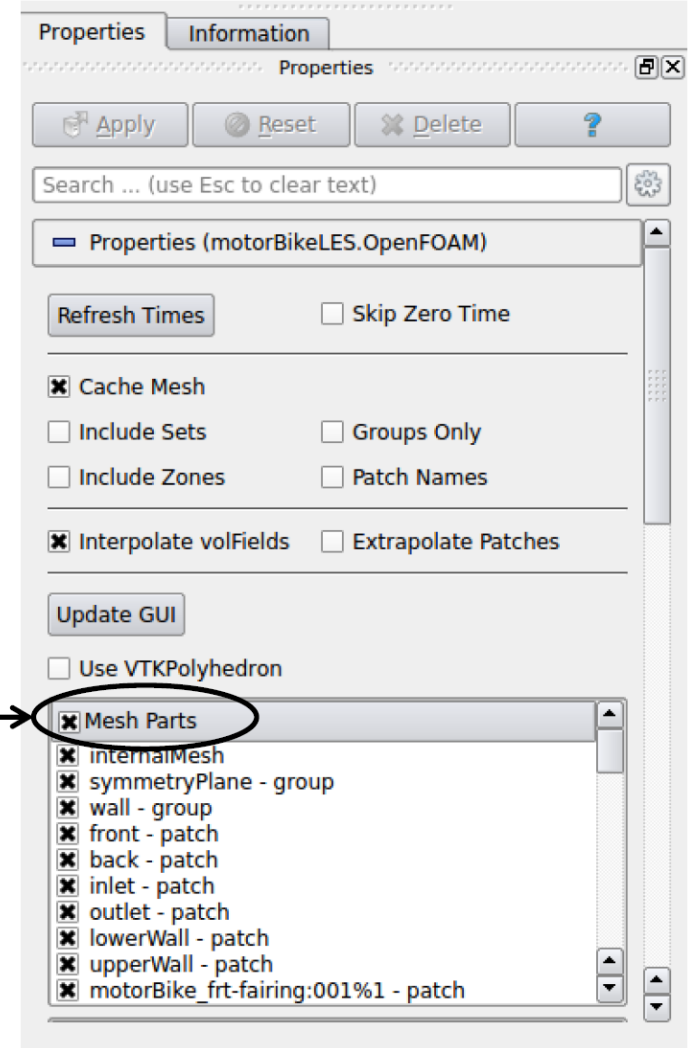 Properties Information
Properties
Apply Reset Delete ?
Search ... (use Esc to clear text)
Properties (motorBikeLES.OpenFOAM)
Refresh Times Skip Zero Time
Cache Mesh
Include Sets Groups Only
Include Zones Patch Names
Interpolate volFields Extrapolate Patches
Update GUI
Use VTKPolyhedron
Mesh Parts
internalMesh
symmetryPlane - group
wall - group
front - patch
back - patch
inlet - patch
outlet - patch
lowerWall - patch
upperWall - patch
motorBike_frt-fairing:001%1 - patch